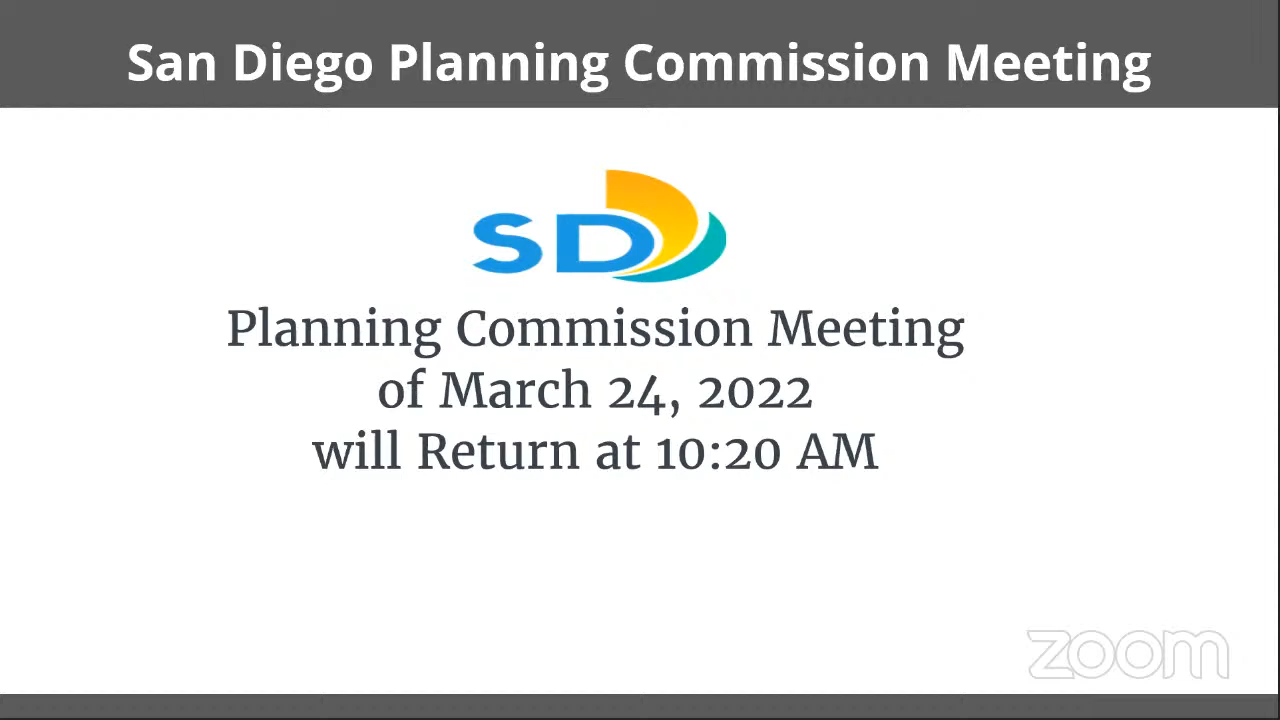 San Diego Planning Commission Meeting
SD
Planning Commission Meeting
of March 24, 2022
will Return at 10:20 AM
zoom